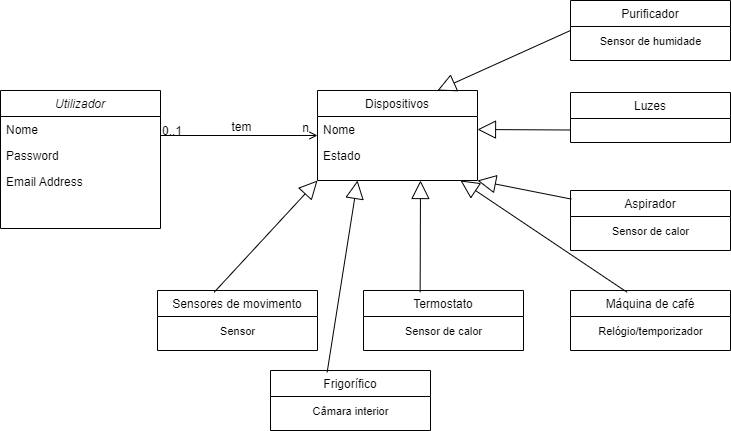 Purificador
Sensor de humidade
Utilizador
Nome
Password
Email Address
0..1
tem
n
Dispositivos
Nome
Estado
Luzes
Aspirador
Sensor de calor
Sensores de movimento
Sensor
Termostato
Sensor de calor
Máquina de café
Relógio/temporizador
Frigorífico
Câmara interior